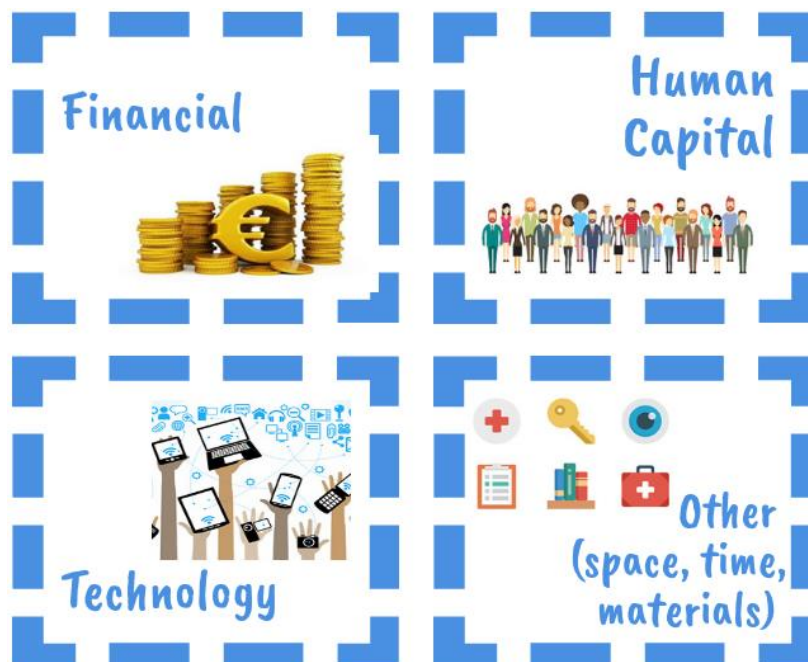 Financial
Human
Capital
Technology
Other
(space, time,
materials)